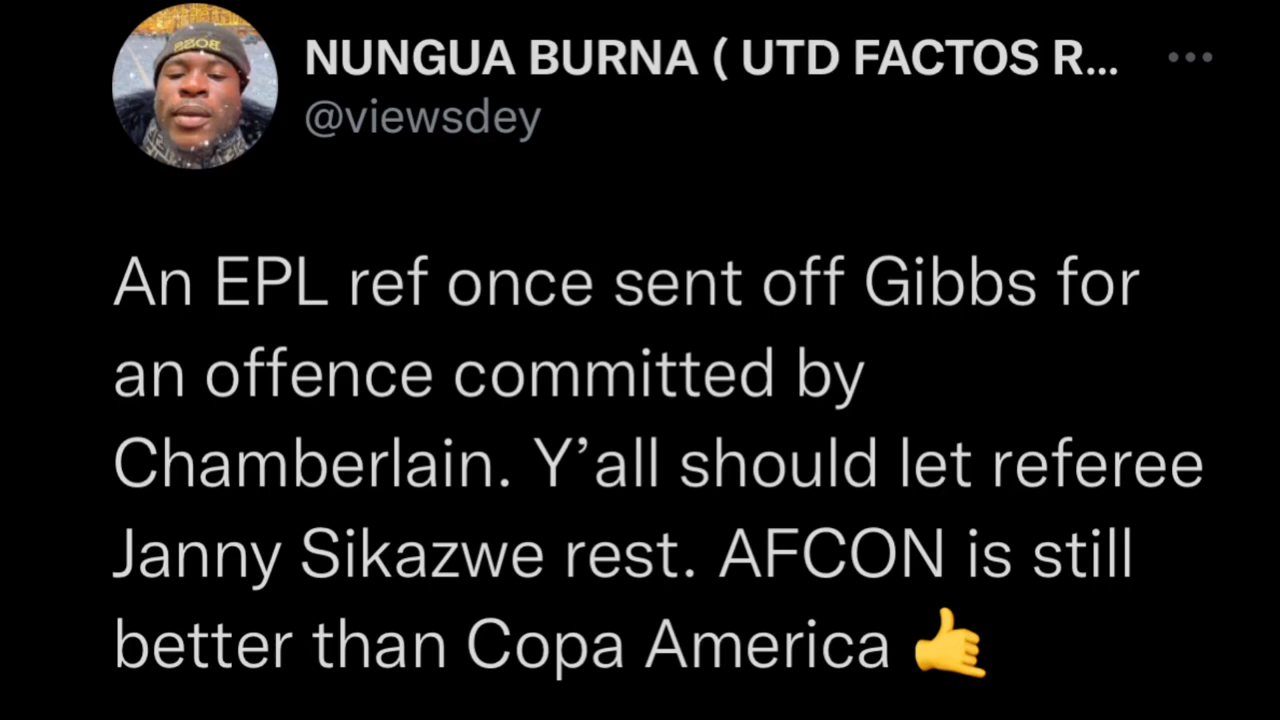 NUNGUA BURNA ( UTD FACTOS R...
@viewsdey
An EPL ref once sent off Gibbs for
an offence committed by
Chamberlain. Y’all should let referee
Janny Sikazwe rest. AFCON is still
better than Copa America 🤙